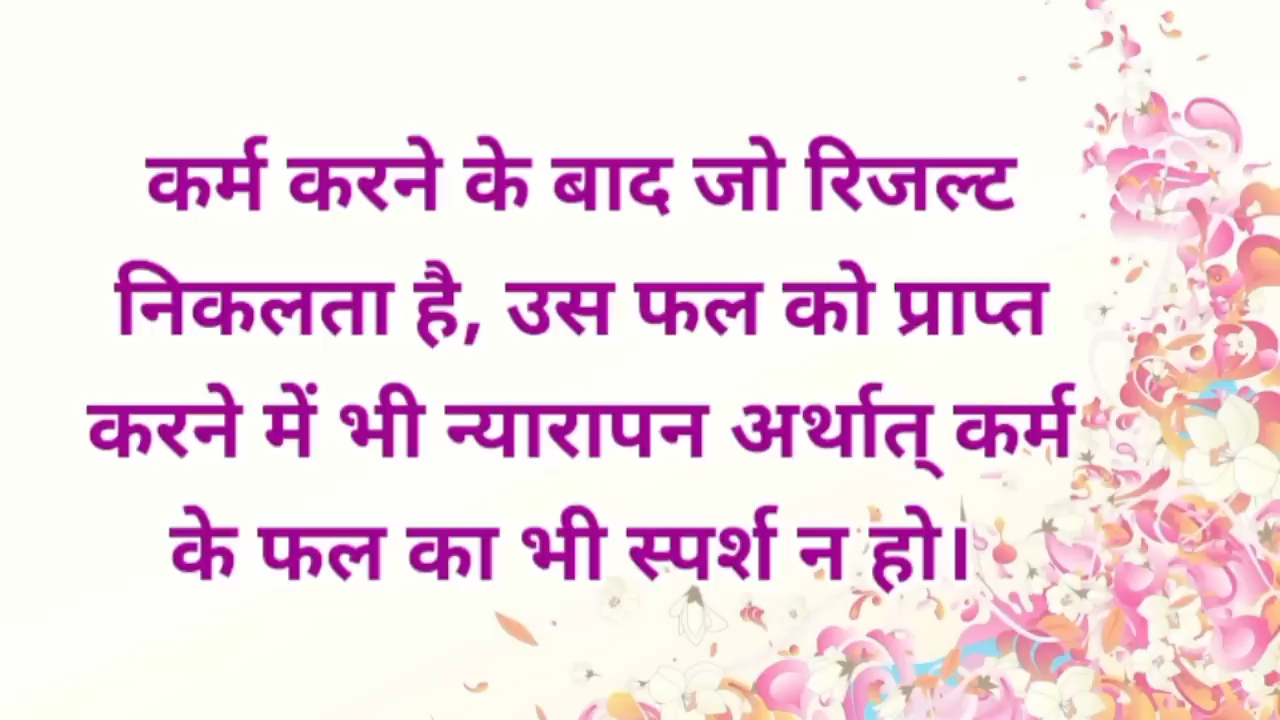 कर्म करने के बाद जो रिजल्ट
निकलता है, उस फल को प्राप्त
करने में भी न्यारापन अर्थात् कर्म
के फल का भी स्पर्श न हो।